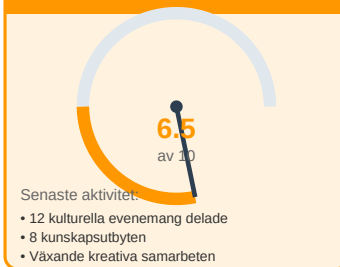 6.5
av 10
Senaste aktivitet:
• 12 kulturella evenemang delade
• 8 kunskapsutbyten
• Växande kreativa samarbeten